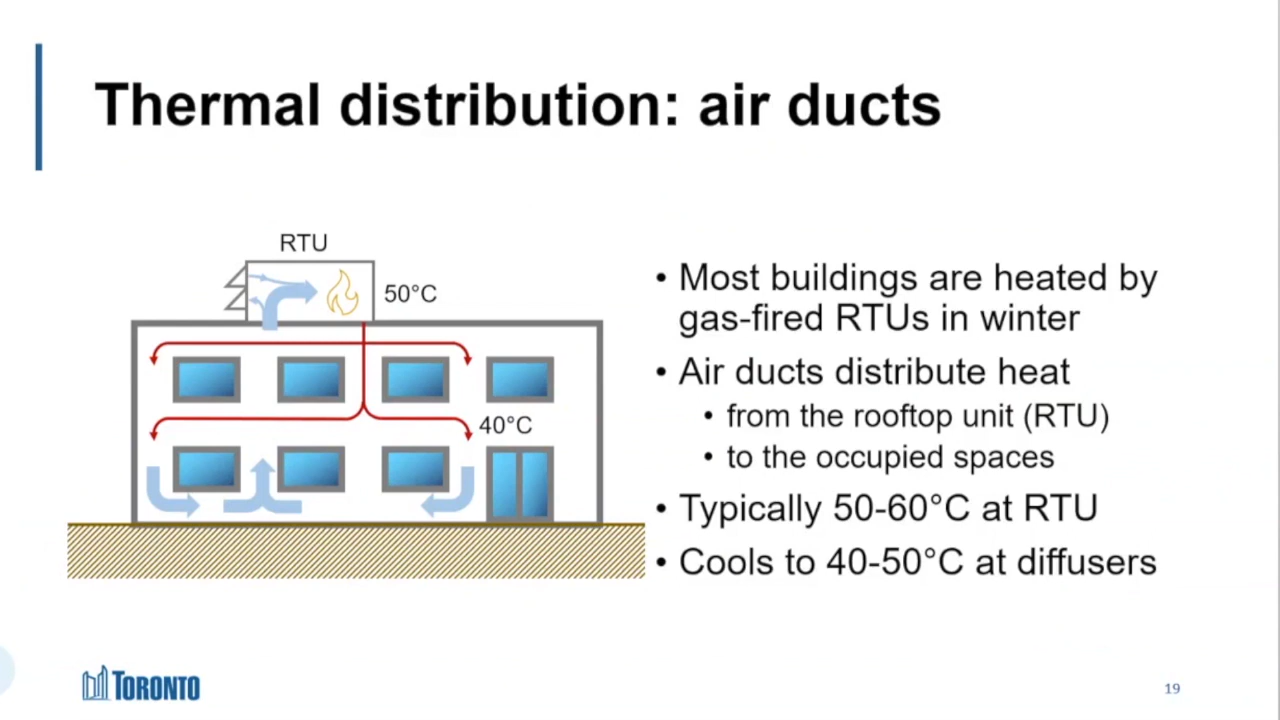 Thermal distribution: air ducts
RTU
50°C
40°C
• Most buildings are heated by
gas-fired RTUs in winter
• Air ducts distribute heat
• from the rooftop unit (RTU)
• to the occupied spaces
• Typically 50-60°C at RTU
• Cools to 40-50°C at diffusers
TORONTO
19